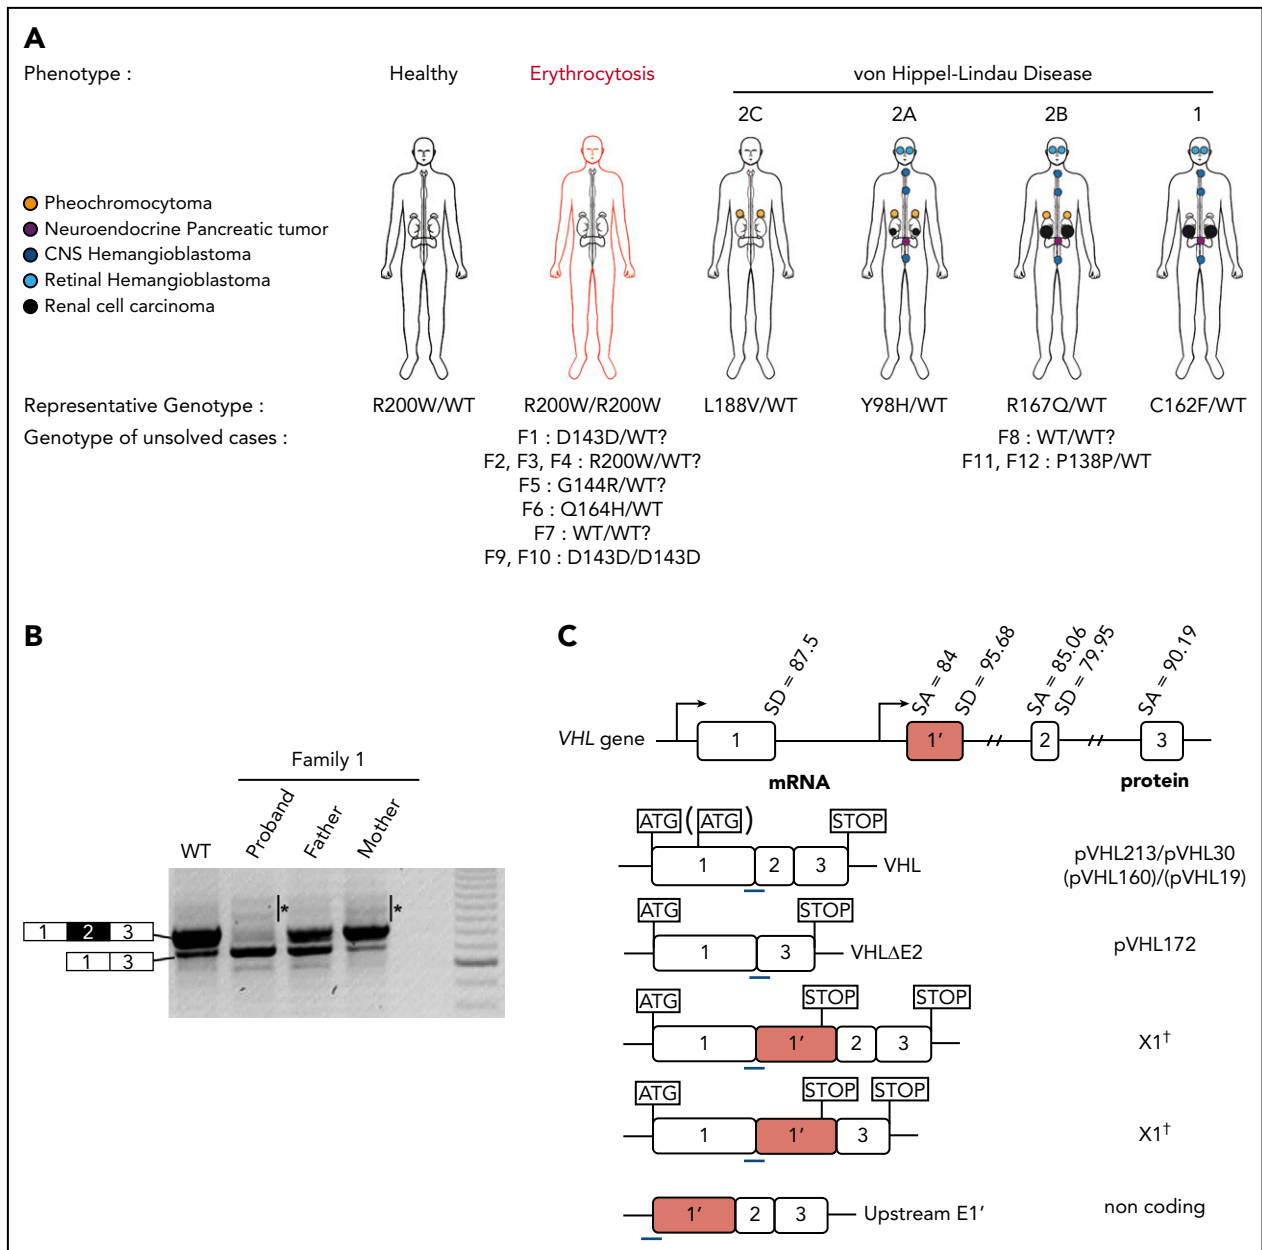 A
Phenotype : Healthy Erythrocytosis von Hippel-Lindau Disease
2C 2A 2B 1
Pheochromocytoma
Neuroendocrine Pancreatic tumor
CNS Hemangioblastoma
Retinal Hemangioblastoma
Renal cell carcinoma
Representative Genotype : R200W/WT R200W/R200W L188V/WT Y98H/WT R167Q/WT C162F/WT
Genotype of unsolved cases : F1 : D143D/WT? F8 : WT/WT?
F2, F3, F4 : R200W/WT? F11, F12 : P138P/WT
F5 : G144R/WT?
F6 : Q164H/WT
F7 : WT/WT?
F9, F10 : D143D/D143D
B
Family 1
WT Proband Father Mother
* *
1 2 3
1 3
C
SD = 87.5 SA = 84 SD = 95.68 SA = 85.06 SD = 79.95 SA = 90.19
VHL gene 1 1′ 2 3
mRNA protein
ATG ( ATG ) STOP
1 2 3 VHL pVHL213/pVHL30
(pVHL160)/(pVHL19)
ATG STOP
1 3 VHLΔE2 pVHL172
ATG STOP STOP
1 1′ 2 3 X1†
ATG STOP STOP
1 1′ 3 X1†
1′ 2 3 Upstream E1′ non coding